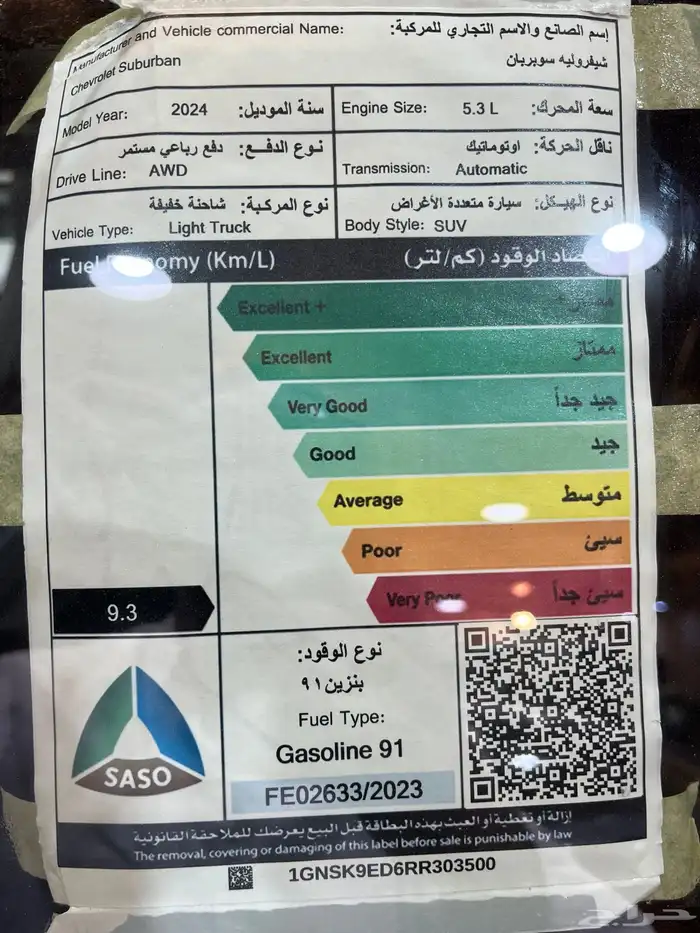 Manufacturer and Vehicle commercial Name: إسم الصانع والاسم التجاري للمركبة:
Chevrolet Suburban شيفروليه سوبربان
Model Year: 2024 سنة الموديل: Engine Size: 5.3 L سعة المحرك:
نوع الدفع: دفع رباعي مستمر ناقل الحركة: اوتوماتيك
Drive Line: AWD Transmission: Automatic
نوع المركبة: شاحنة خفيفة نوع الهيكل: سيارة متعددة الأغراض
Vehicle Type: Light Truck Body Style: SUV
Fuel Economy (Km/L) الوقود (كم/لتر)
Excellent +
Excellent ممتاز
Very Good جيد جداً
Good جيد
Average متوسط
Poor سيئ
Very Poor سيئ جداً
9.3
نوع الوقود:
بنزين ٩١
Fuel Type:
Gasoline 91
FE02633/2023
SASO
إزالة أو تغطية أو العبث بهذه البطاقة قبل البيع يعرضك للملاحقة القانونية
The removal, covering or damaging of this label before sale is punishable by law
1GNSK9ED6RR303500
حراج